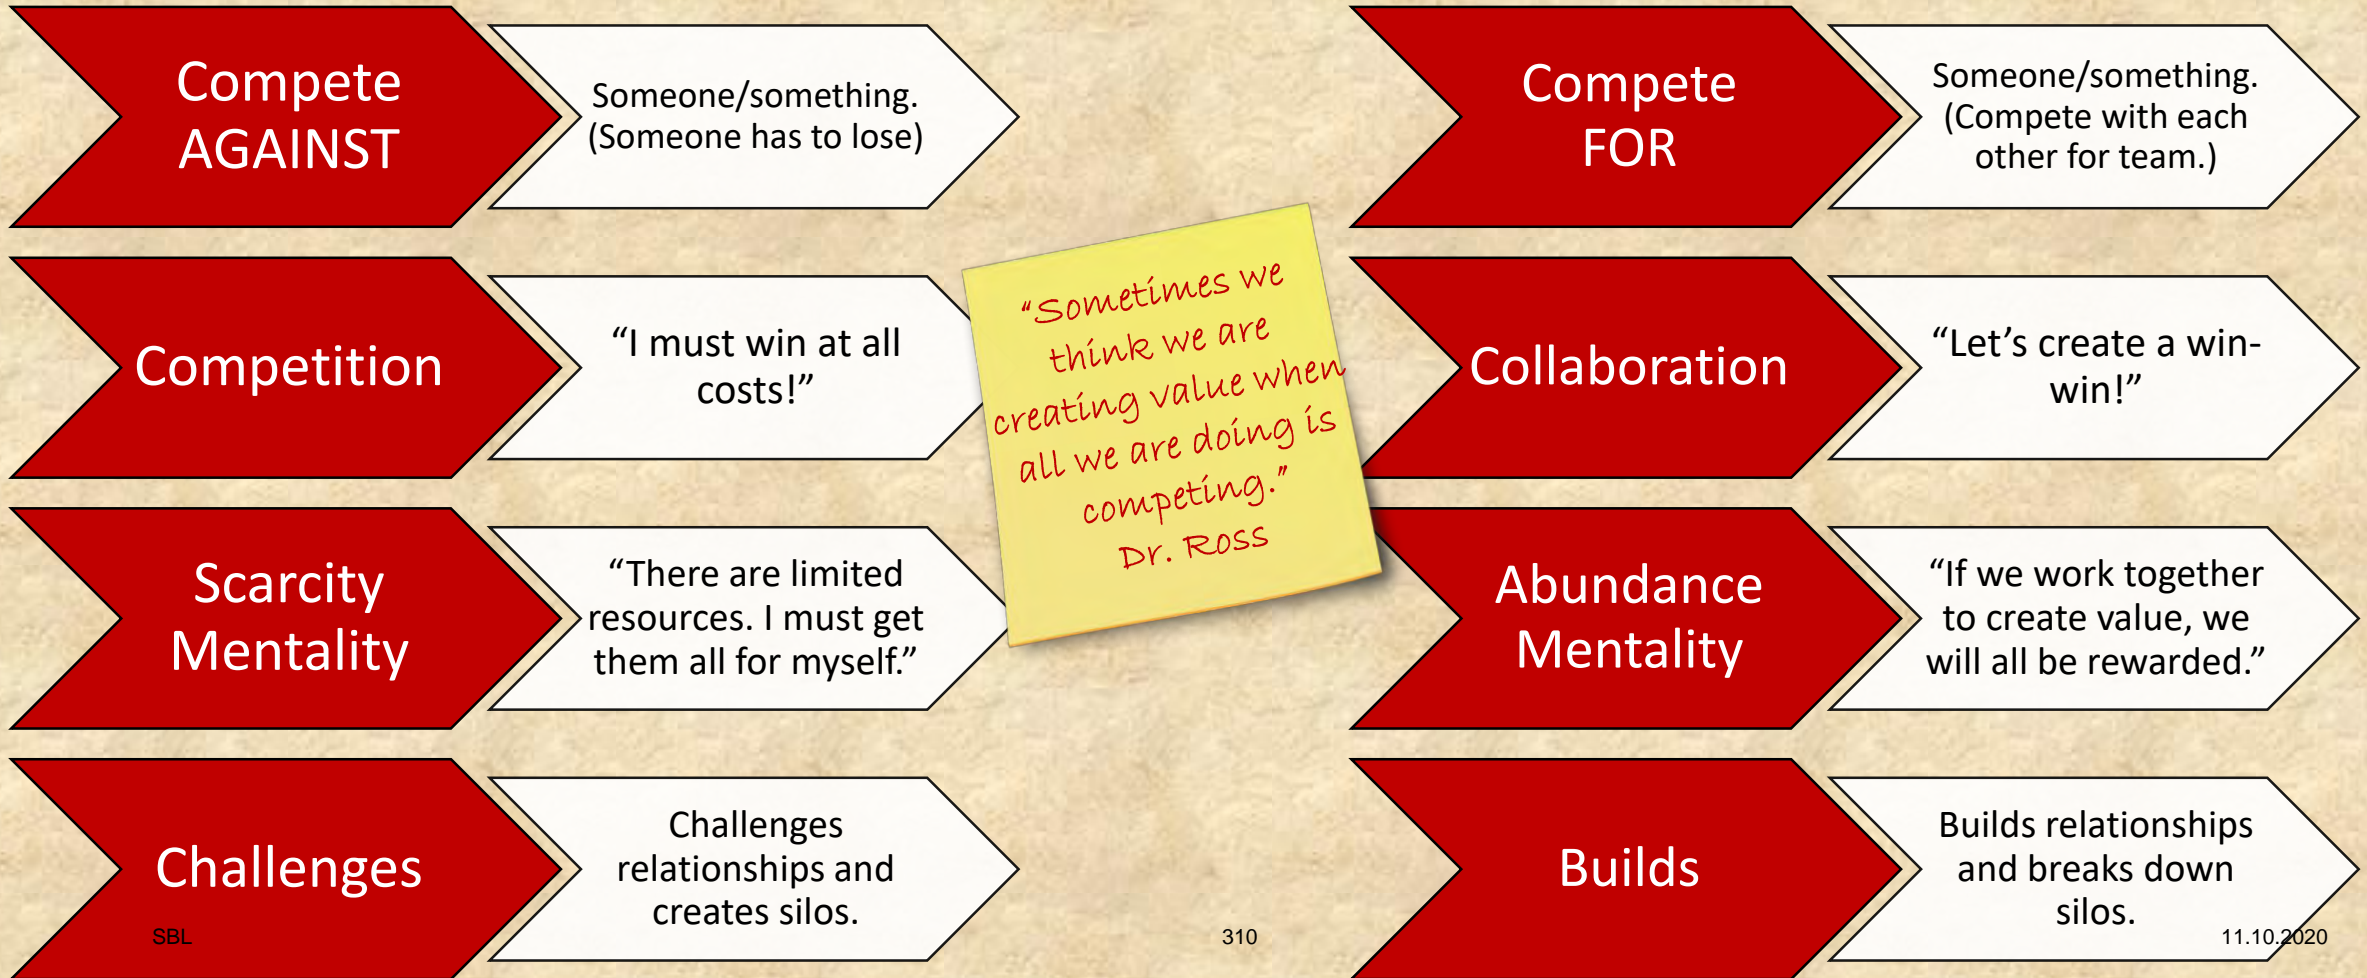 Compete
AGAINST
Someone/something.
(Someone has to lose)
Competition
“I must win at all
costs!”
Scarcity
Mentality
“There are limited
resources. I must get
them all for myself.”
Challenges
Challenges
relationships and
creates silos.
“Sometimes we
think we are
creating value when
all we are doing is
competing.”
Dr. Ross
Compete
FOR
Someone/something.
(Compete with each
other for team.)
Collaboration
“Let’s create a win-
win!”
Abundance
Mentality
“If we work together
to create value, we
will all be rewarded.”
Builds
Builds relationships
and breaks down
silos.
SBL
310
11.10.2020